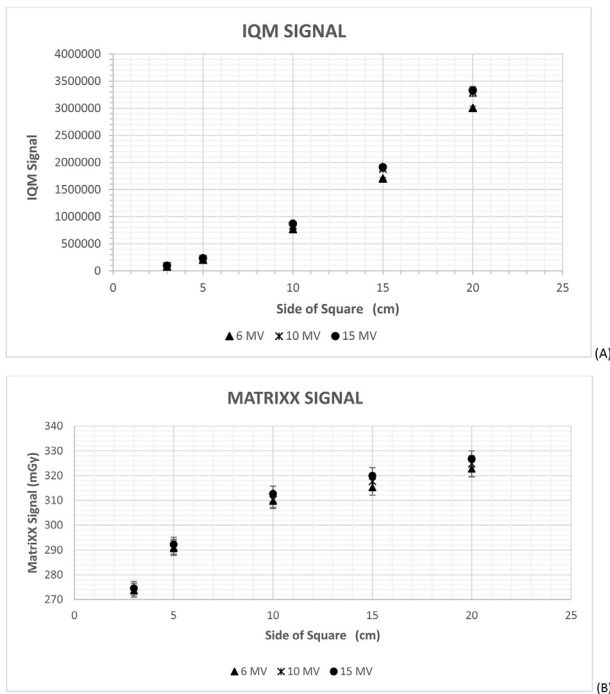 IQM SIGNAL
4000000
3500000
3000000
2500000
2000000
1500000
1000000
500000
0
IQM Signal
0 5 10 15 20 25
Side of Square (cm)
▲ 6 MV ✕ 10 MV ● 15 MV
(A)
MATRIXX SIGNAL
340
330
320
310
300
290
280
270
MatriXX Signal (mGy)
0 5 10 15 20 25
Side of Square (cm)
▲ 6 MV ✕ 10 MV ● 15 MV
(B)